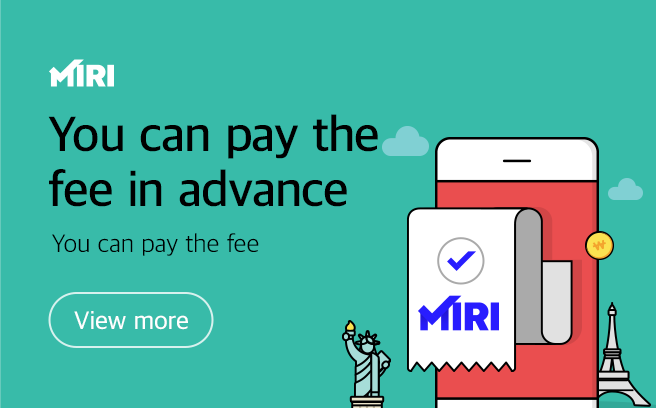 MIRI
You can pay the
fee in advance
You can pay the fee
View more
MIRI
₩